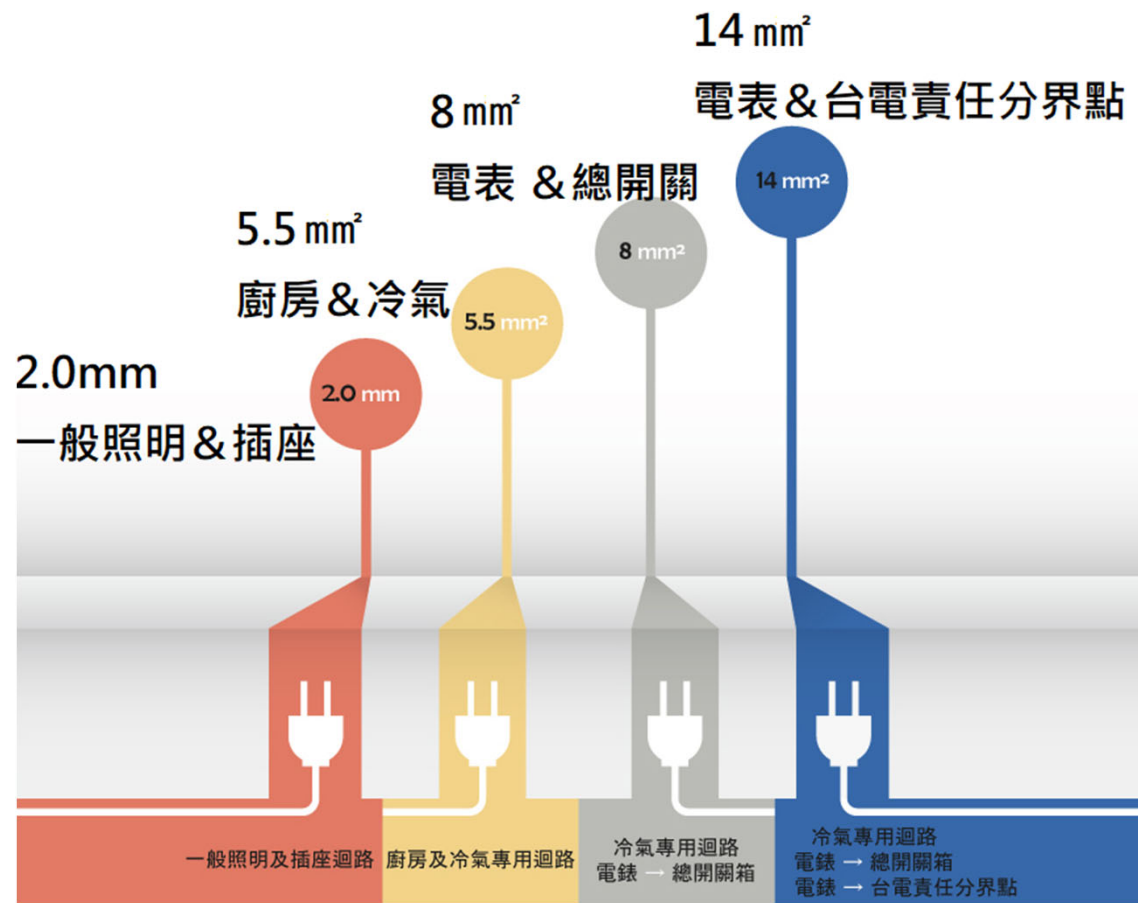 14 mm²
電表＆台電責任分界點
8 mm²
電表 ＆總開關
14 mm²
5.5 mm²
廚房＆冷氣
8 mm²
5.5 mm²
2.0mm
一般照明＆插座
2.0 mm
一般照明及插座迴路
廚房及冷氣專用迴路
冷氣專用迴路
電錶 → 總開關箱
冷氣專用迴路
電錶 → 總開關箱
電錶 → 台電責任分界點